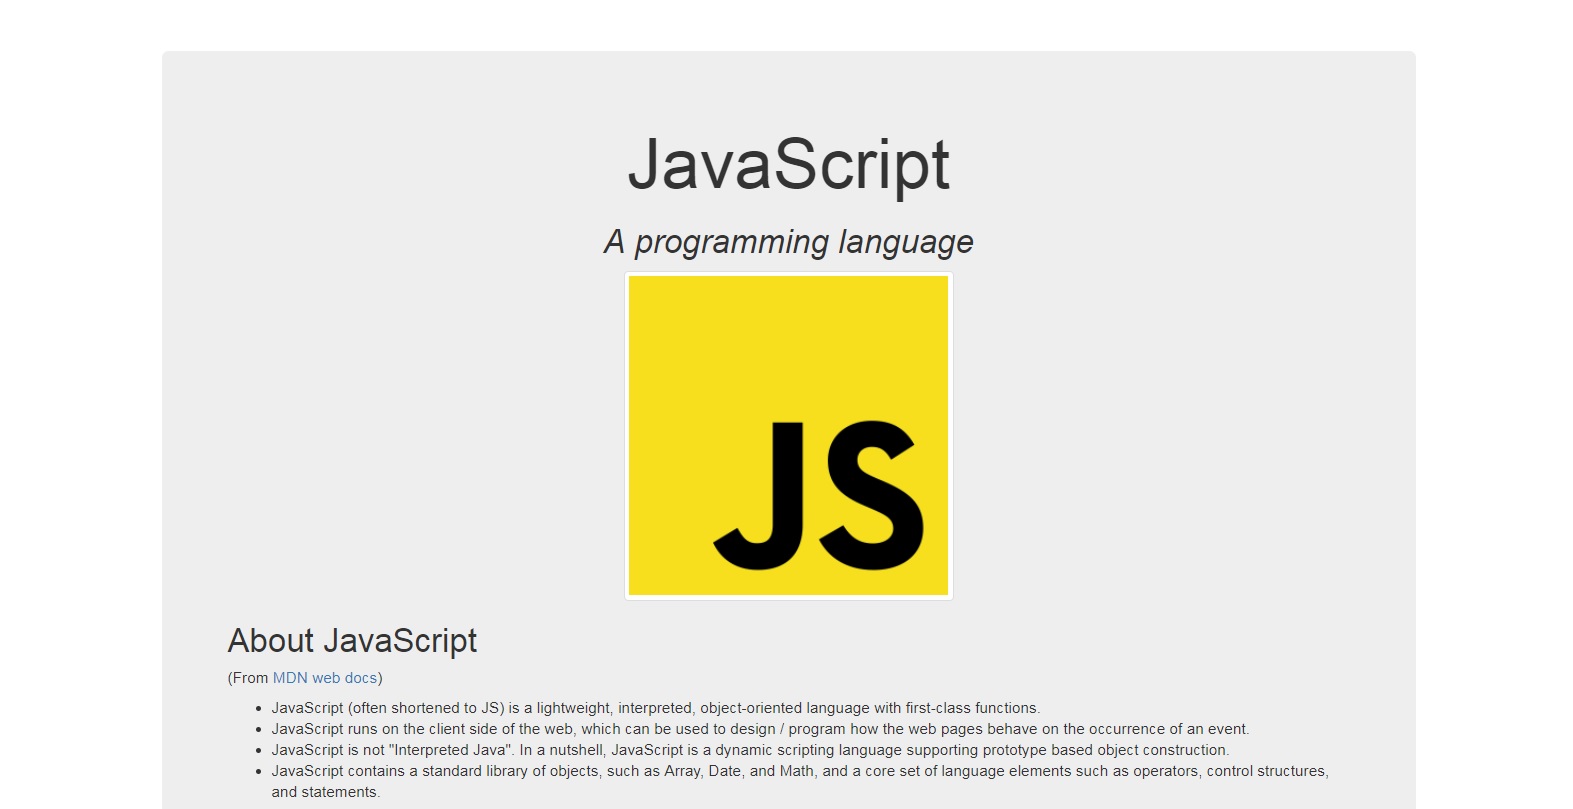 JavaScript
A programming language
JS
About JavaScript
(From MDN web docs)
• JavaScript (often shortened to JS) is a lightweight, interpreted, object-oriented language with first-class functions.
• JavaScript runs on the client side of the web, which can be used to design / program how the web pages behave on the occurrence of an event.
• JavaScript is not "Interpreted Java". In a nutshell, JavaScript is a dynamic scripting language supporting prototype based object construction.
• JavaScript contains a standard library of objects, such as Array, Date, and Math, and a core set of language elements such as operators, control structures,
and statements.